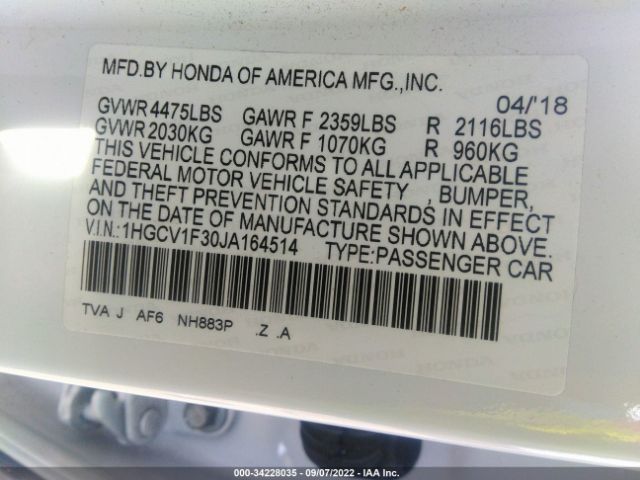 MFD.BY HONDA OF AMERICA MFG.,INC.
04/'18
GVWR 4475LBS GAWR F 2359LBS R 2116LBS
GVWR 2030KG GAWR F 1070KG R 960KG
THIS VEHICLE CONFORMS TO ALL APPLICABLE
FEDERAL MOTOR VEHICLE SAFETY , BUMPER,
AND THEFT PREVENTION STANDARDS IN EFFECT
ON THE DATE OF MANUFACTURE SHOWN ABOVE.
V.I.N.:1HGCV1F30JA164514 TYPE:PASSENGER CAR
TVA J AF6 NH883P .Z .A
000-34228035 - 09/07/2022 - IAA Inc.